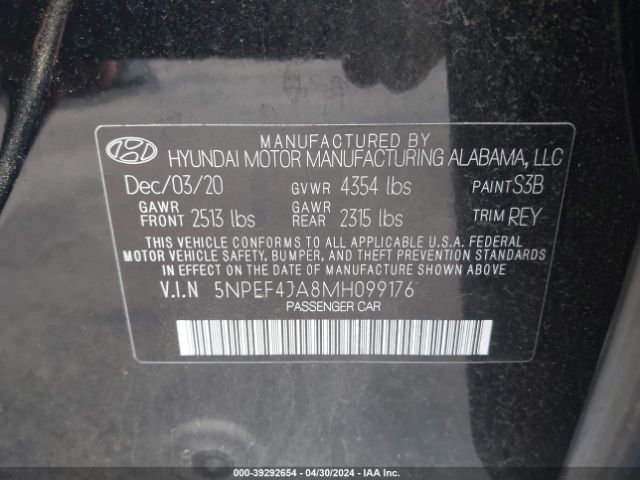 MANUFACTURED BY
HYUNDAI MOTOR MANUFACTURING ALABAMA, LLC
Dec/03/20 GVWR 4354 lbs PAINT S3B
GAWR FRONT 2513 lbs GAWR REAR 2315 lbs TRIM REY
THIS VEHICLE CONFORMS TO ALL APPLICABLE U.S.A. FEDERAL
MOTOR VEHICLE SAFETY, BUMPER, AND THEFT PREVENTION STANDARDS
IN EFFECT ON THE DATE OF MANUFACTURE SHOWN ABOVE.
V.I.N 5NPEF4JA8MH099176
PASSENGER CAR
000-39292654 - 04/30/2024 - IAA, Inc.